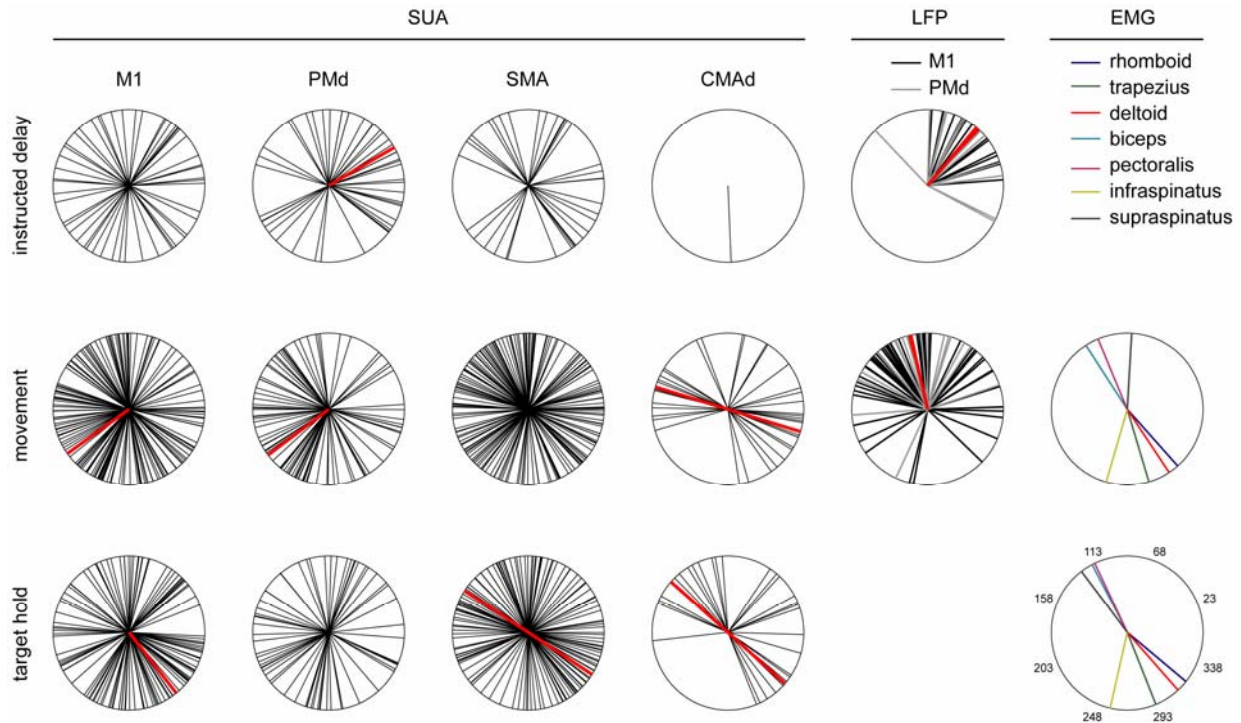 SUA
LFP
EMG
M1
PMd
SMA
CMAd
M1
PMd
rhomboid
trapezius
deltoid
biceps
pectoralis
infraspinatus
supraspinatus
instructed delay
movement
target hold
113
68
158
23
203
338
248
293